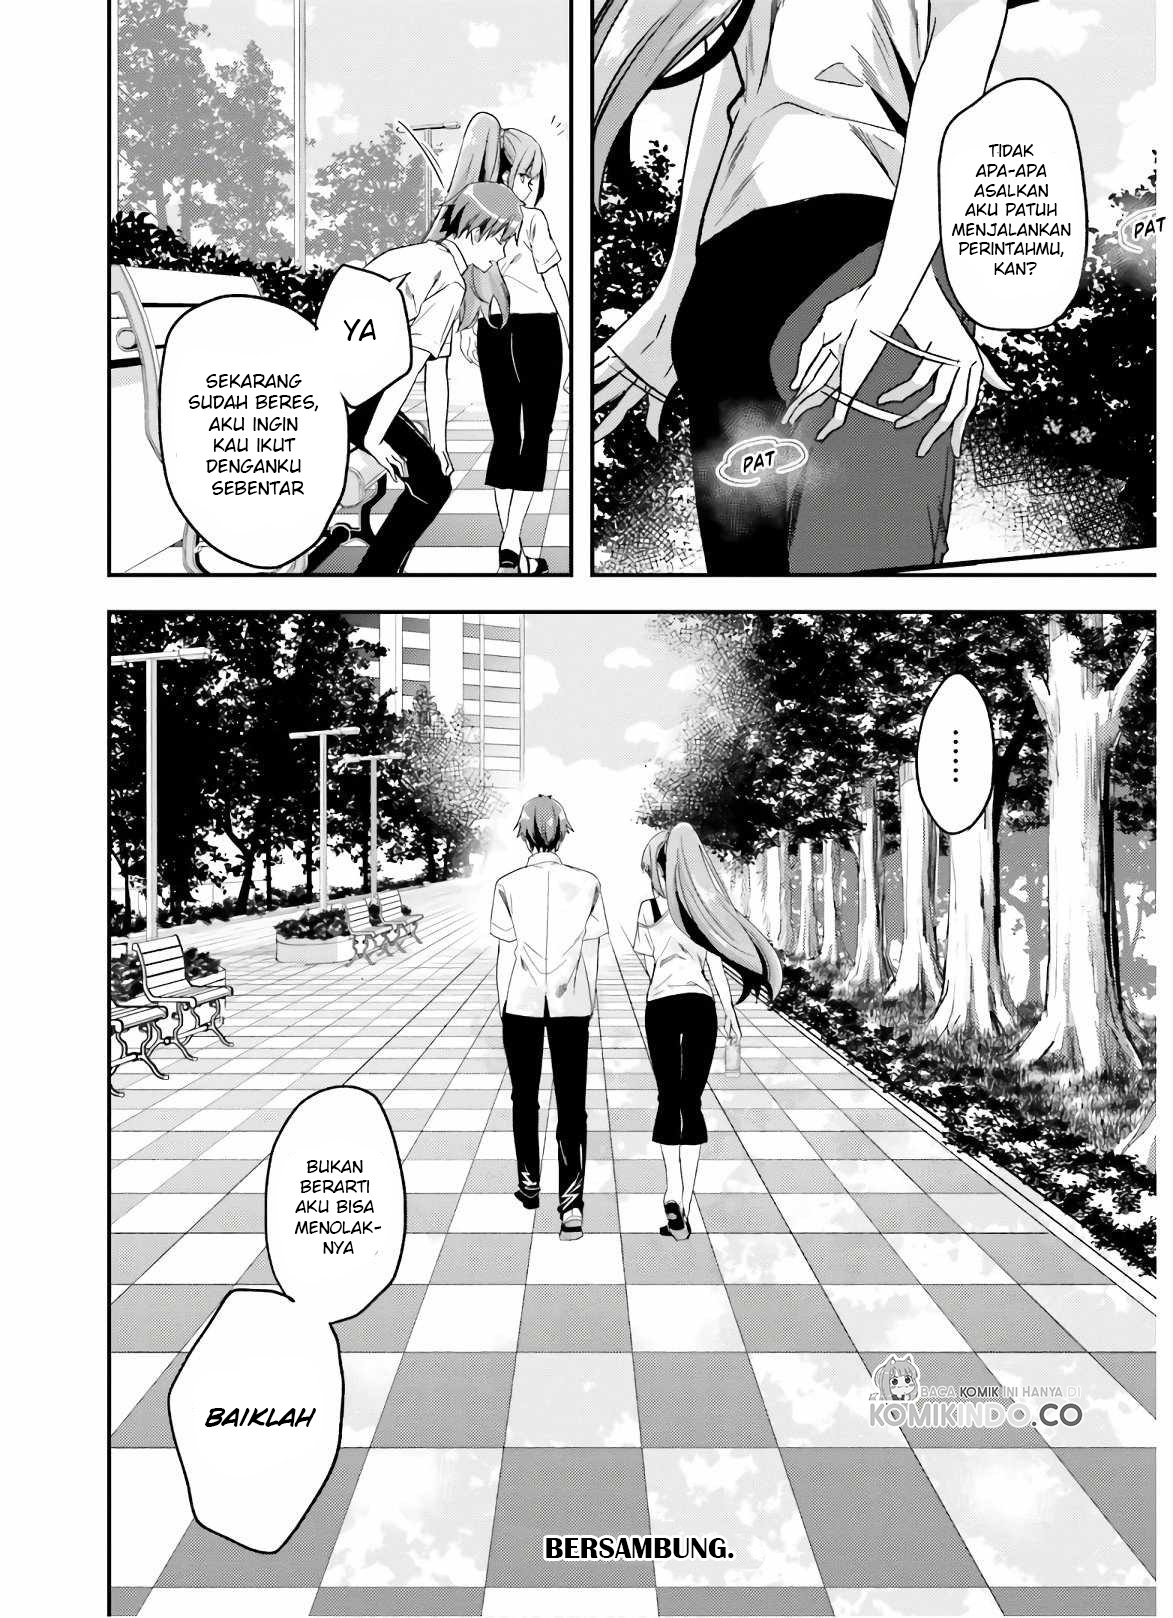 TIDAK
APA-APA
ASALKAN
AKU PATUH
MENJALANKAN
PERINTAHMU,
KAN?
PAT
PAT
YA
SEKARANG
SUDAH BERES,
AKU INGIN
KAU IKUT
DENGANKU
SEBENTAR
......
BUKAN
BERARTI
AKU BISA
MENOLAK-
NYA
BAIKLAH
BACA KOMIK INI HANYA DI
KOMIKINDO.CO
BERSAMBUNG.